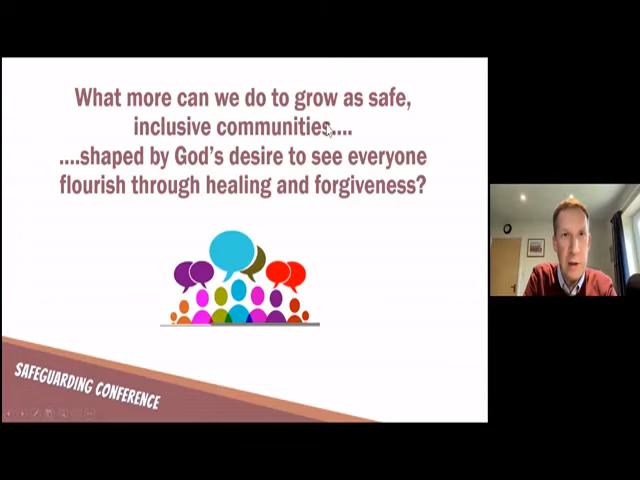 What more can we do to grow as safe,
inclusive communities....
....shaped by God's desire to see everyone
flourish through healing and forgiveness?
SAFEGUARDING CONFERENCE